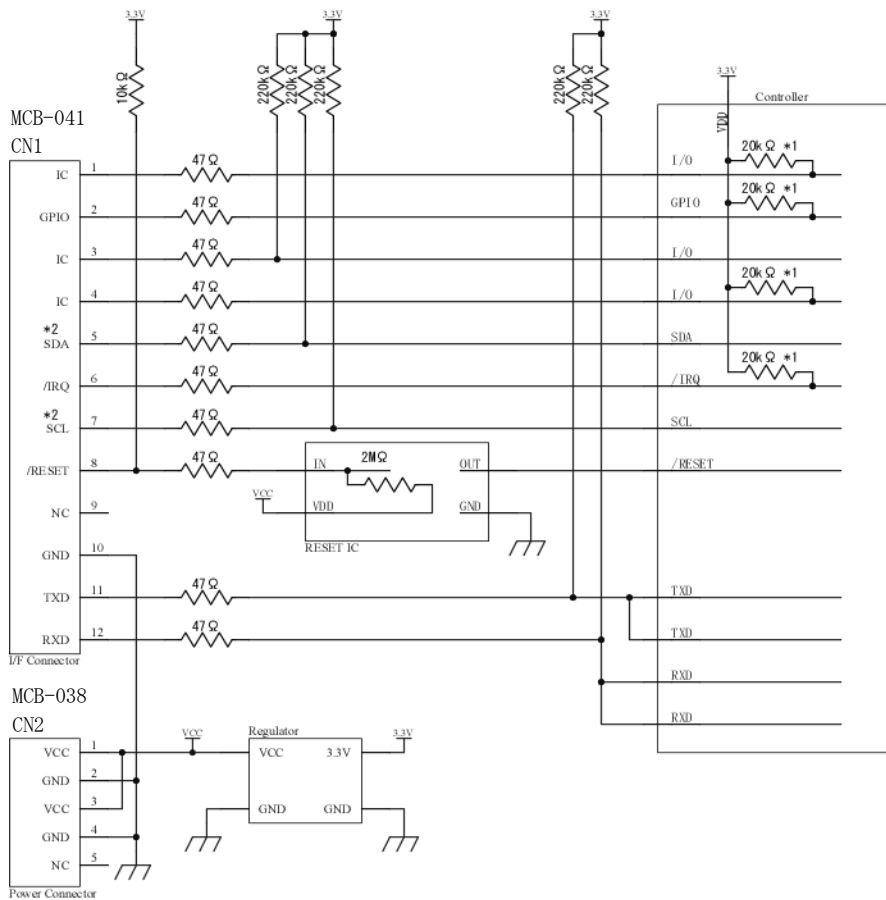 3.3V 3.3V 3.3V
10kΩ 220kΩ 220kΩ 220kΩ 220kΩ 220kΩ
3.3V
Controller
VDD
MCB-041
CN1
IC 1 47Ω I/O 20kΩ *1
GPIO 2 47Ω GPIO 20kΩ *1
IC 3 47Ω I/O
IC 4 47Ω I/O 20kΩ *1
*2
SDA 5 47Ω SDA
/IRQ 6 47Ω /IRQ 20kΩ *1
*2
SCL 7 47Ω SCL
/RESET 8 47Ω IN 2MΩ OUT /RESET
NC 9 VCC VDD GND
RESET IC
GND 10
TXD 11 47Ω TXD
RXD 12 47Ω TXD
I/F Connector
RXD
RXD
MCB-038
CN2
VCC 1 VCC Regulator
VCC 3.3V 3.3V
GND 2
VCC 3
GND GND
GND 4
NC 5
Power Connector